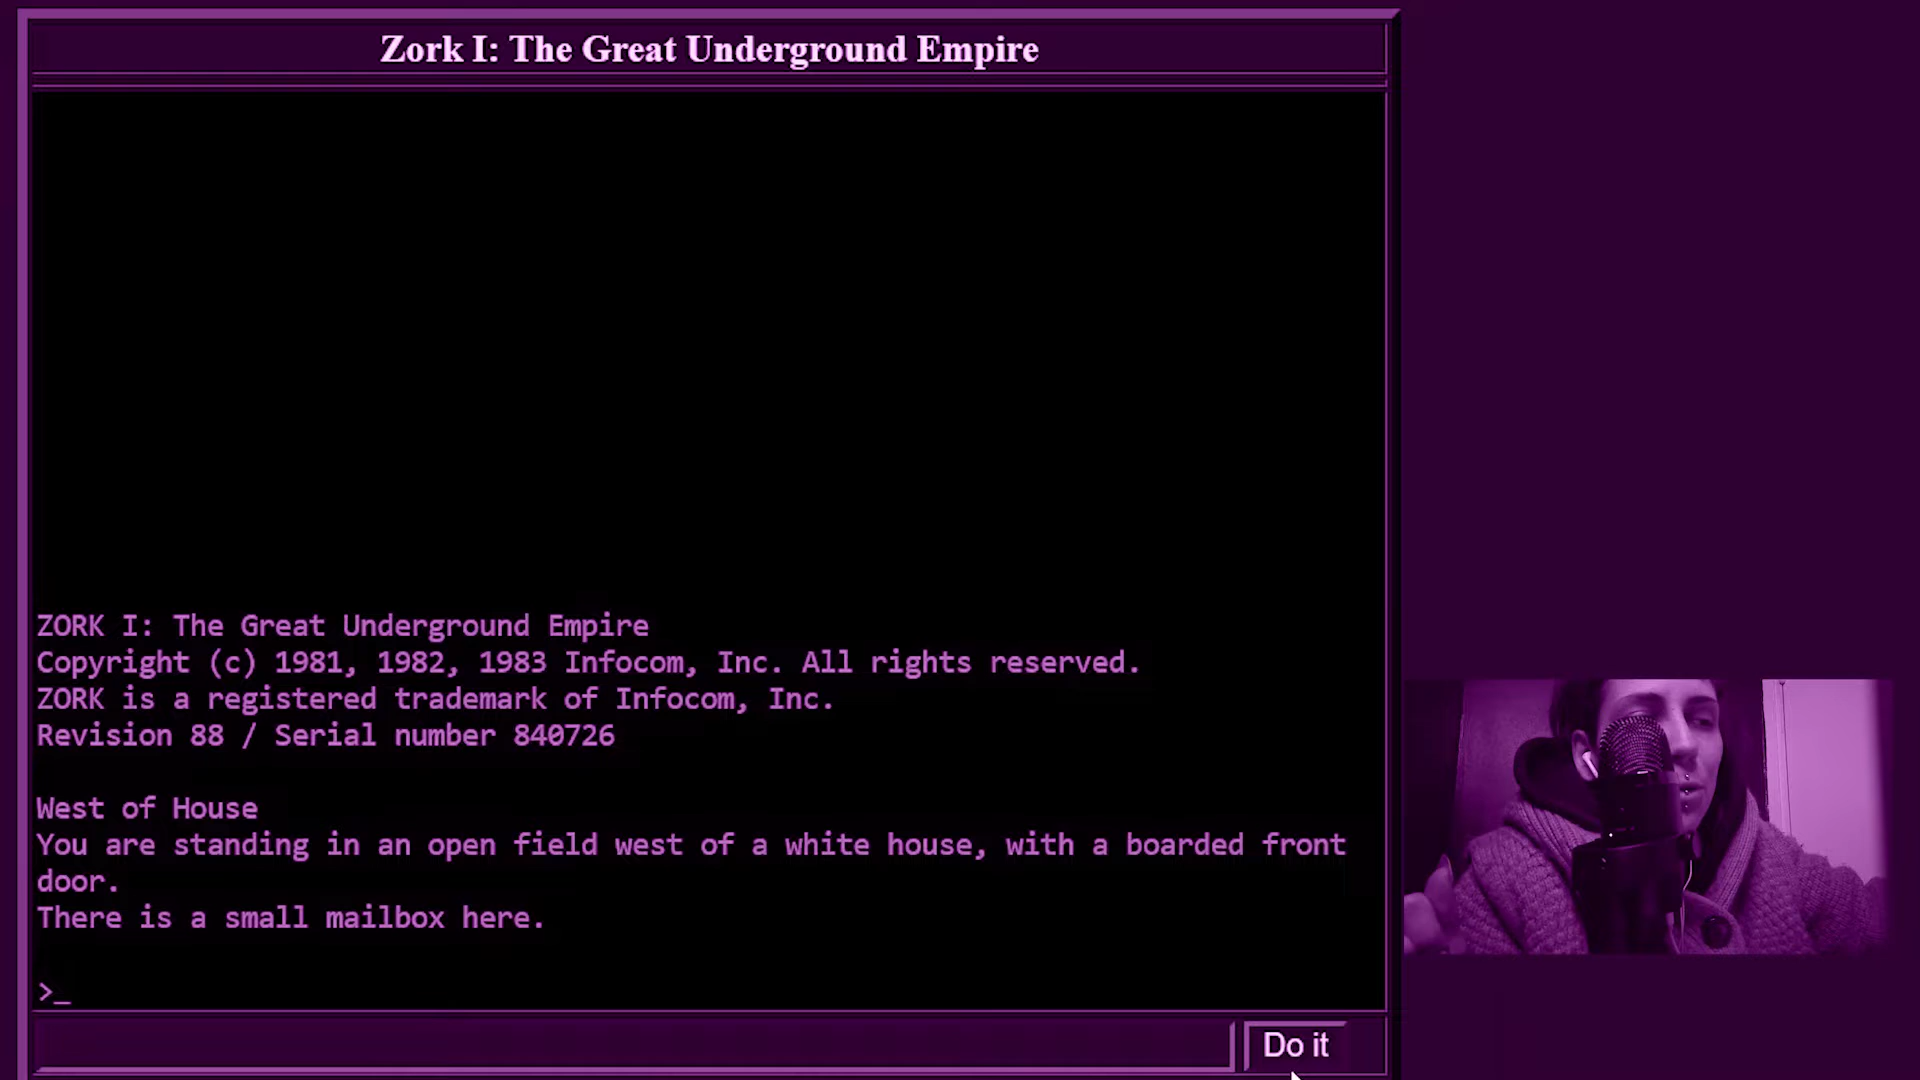 Zork I: The Great Underground Empire
ZORK I: The Great Underground Empire
Copyright (c) 1981, 1982, 1983 Infocom, Inc. All rights reserved.
ZORK is a registered trademark of Infocom, Inc.
Revision 88 / Serial number 840726
West of House
You are standing in an open field west of a white house, with a boarded front
door.
There is a small mailbox here.
>_
Do it